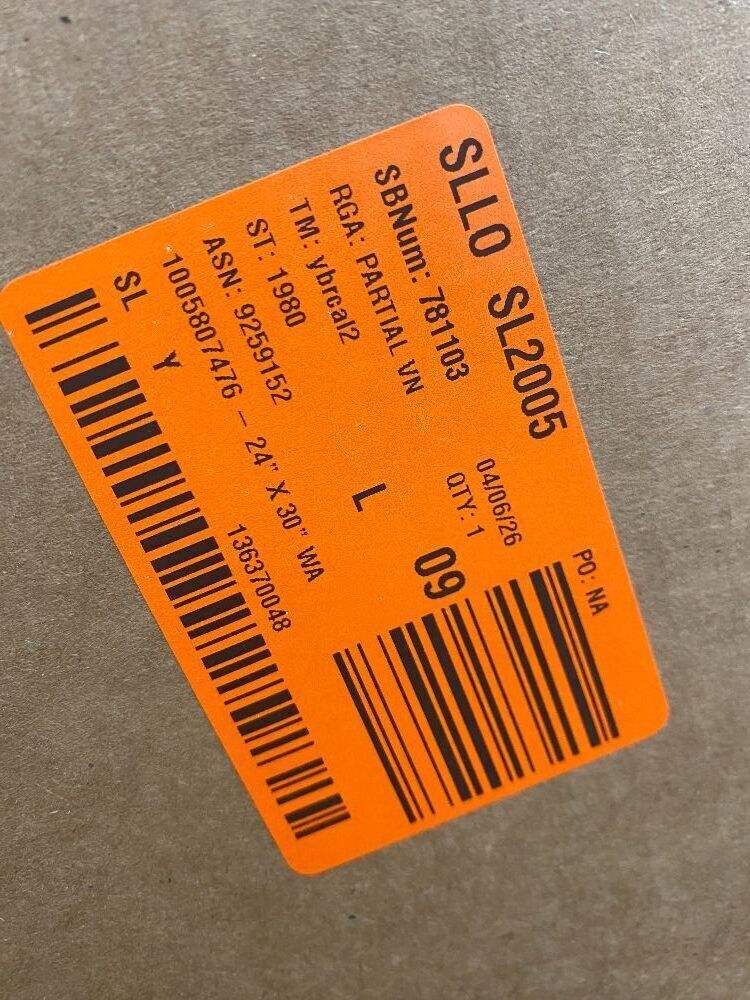 SLLO SL2005
PO: NA
SBNum: 781103
04/06/26
RGA: PARTIAL VN
QTY: 1
TM: ybrcal2
09
ST: 1980
L
ASN: 9259152
1005807476 – 24" X 30" WA
SL Y
136370048